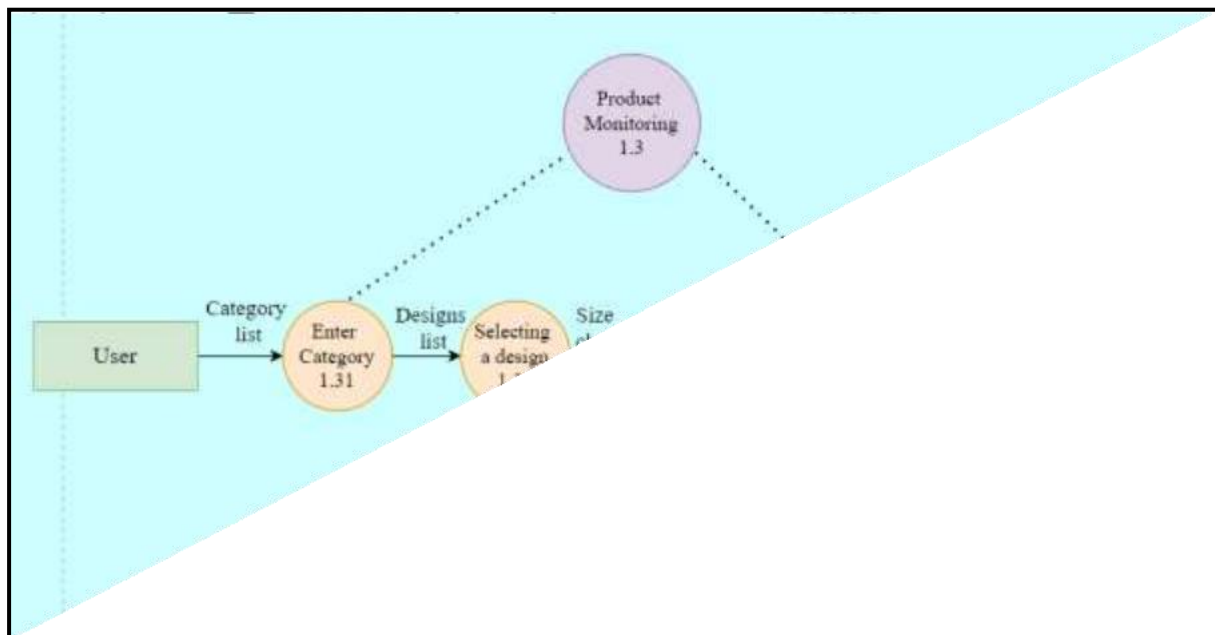 Product
Monitoring
1.3
Category
list
Designs
list
Size
User
Enter
Category
1.31
Selecting
a design